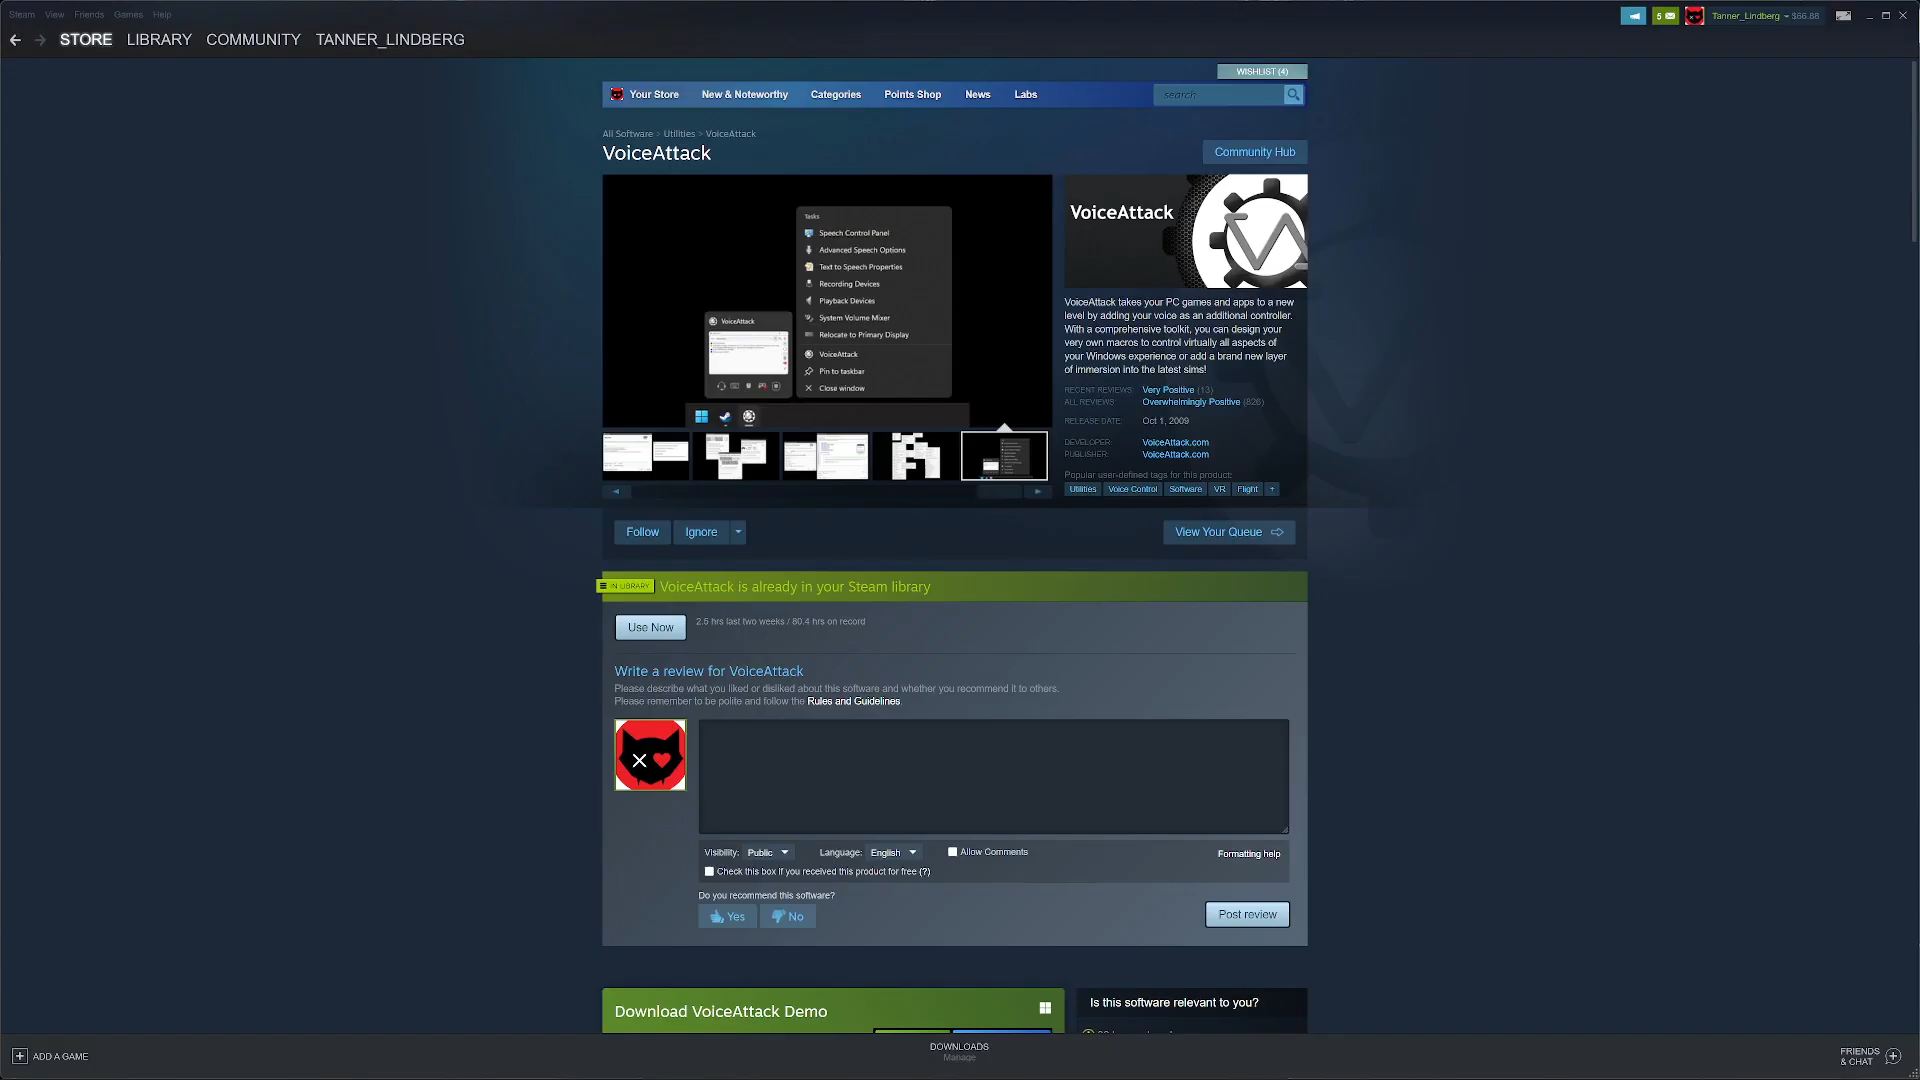 Steam View Friends Games Help
5
Tanner_Lindberg $66.88
STORE LIBRARY COMMUNITY TANNER_LINDBERG
WISHLIST (4)
Your Store New & Noteworthy Categories Points Shop News Labs
search
All Software > Utilities > VoiceAttack
VoiceAttack
Community Hub
Tasks
Speech Control Panel
Advanced Speech Options
Text to Speech Properties
Recording Devices
Playback Devices
System Volume Mixer
Relocate to Primary Display
VoiceAttack
Pin to taskbar
Close window
VoiceAttack
VoiceAttack
VoiceAttack takes your PC games and apps to a new
level by adding your voice as an additional controller.
With a comprehensive toolkit, you can design your
very own macros to control virtually all aspects of
your Windows experience or add a brand new layer
of immersion into the latest sims!
RECENT REVIEWS: Very Positive (13)
ALL REVIEWS: Overwhelmingly Positive (826)
RELEASE DATE: Oct 1, 2009
DEVELOPER: VoiceAttack.com
PUBLISHER: VoiceAttack.com
Popular user-defined tags for this product:
Utilities Voice Control Software VR Flight +
Follow Ignore
View Your Queue
IN LIBRARY VoiceAttack is already in your Steam library
Use Now 2.5 hrs last two weeks / 80.4 hrs on record
Write a review for VoiceAttack
Please describe what you liked or disliked about this software and whether you recommend it to others.
Please remember to be polite and follow the Rules and Guidelines.
Visibility: Public Language: English Allow Comments Formatting help
Check this box if you received this product for free (?)
Do you recommend this software?
Yes No
Post review
Download VoiceAttack Demo
Is this software relevant to you?
ADD A GAME
DOWNLOADS
Manage
FRIENDS
& CHAT